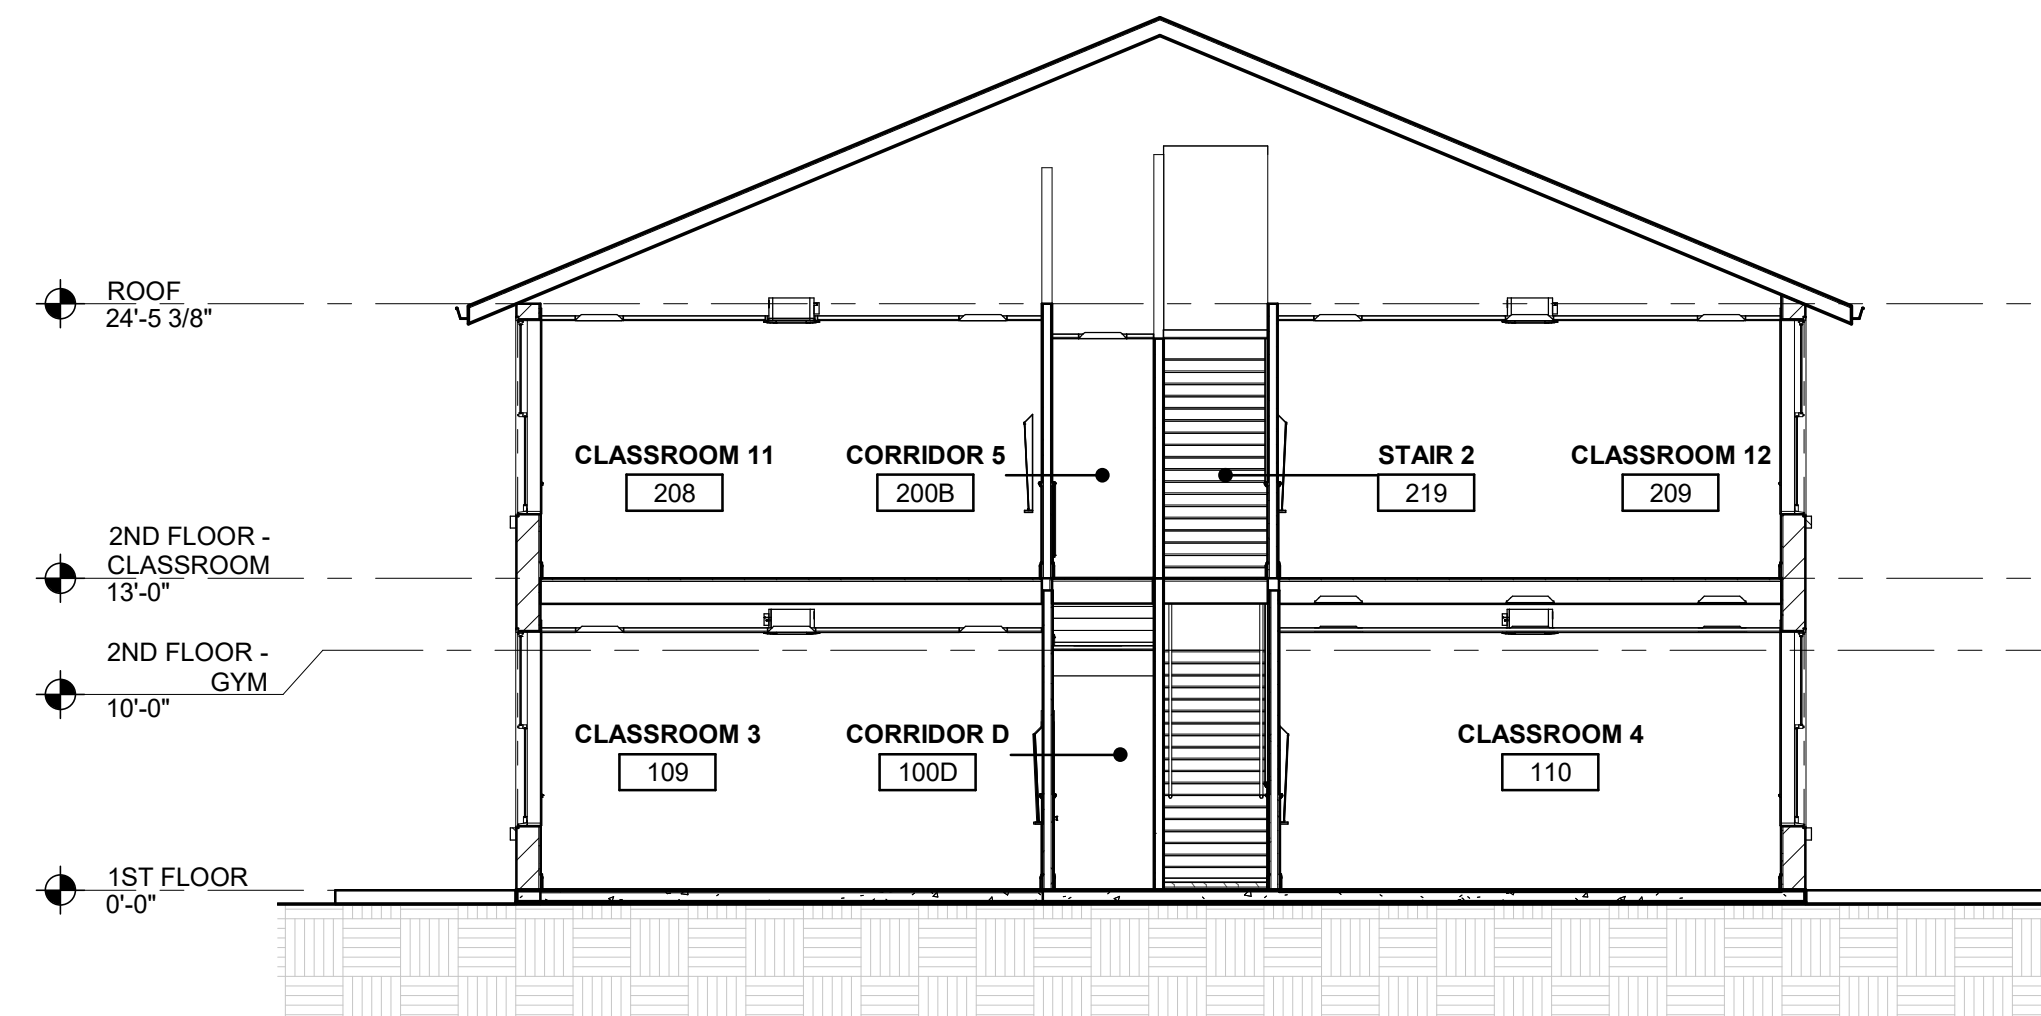 ROOF
24'-5 3/8"
CLASSROOM 11
208
CORRIDOR 5
200B
STAIR 2
219
CLASSROOM 12
209
2ND FLOOR -
CLASSROOM
13'-0"
2ND FLOOR -
GYM
10'-0"
CLASSROOM 3
109
CORRIDOR D
100D
CLASSROOM 4
110
1ST FLOOR
0'-0"